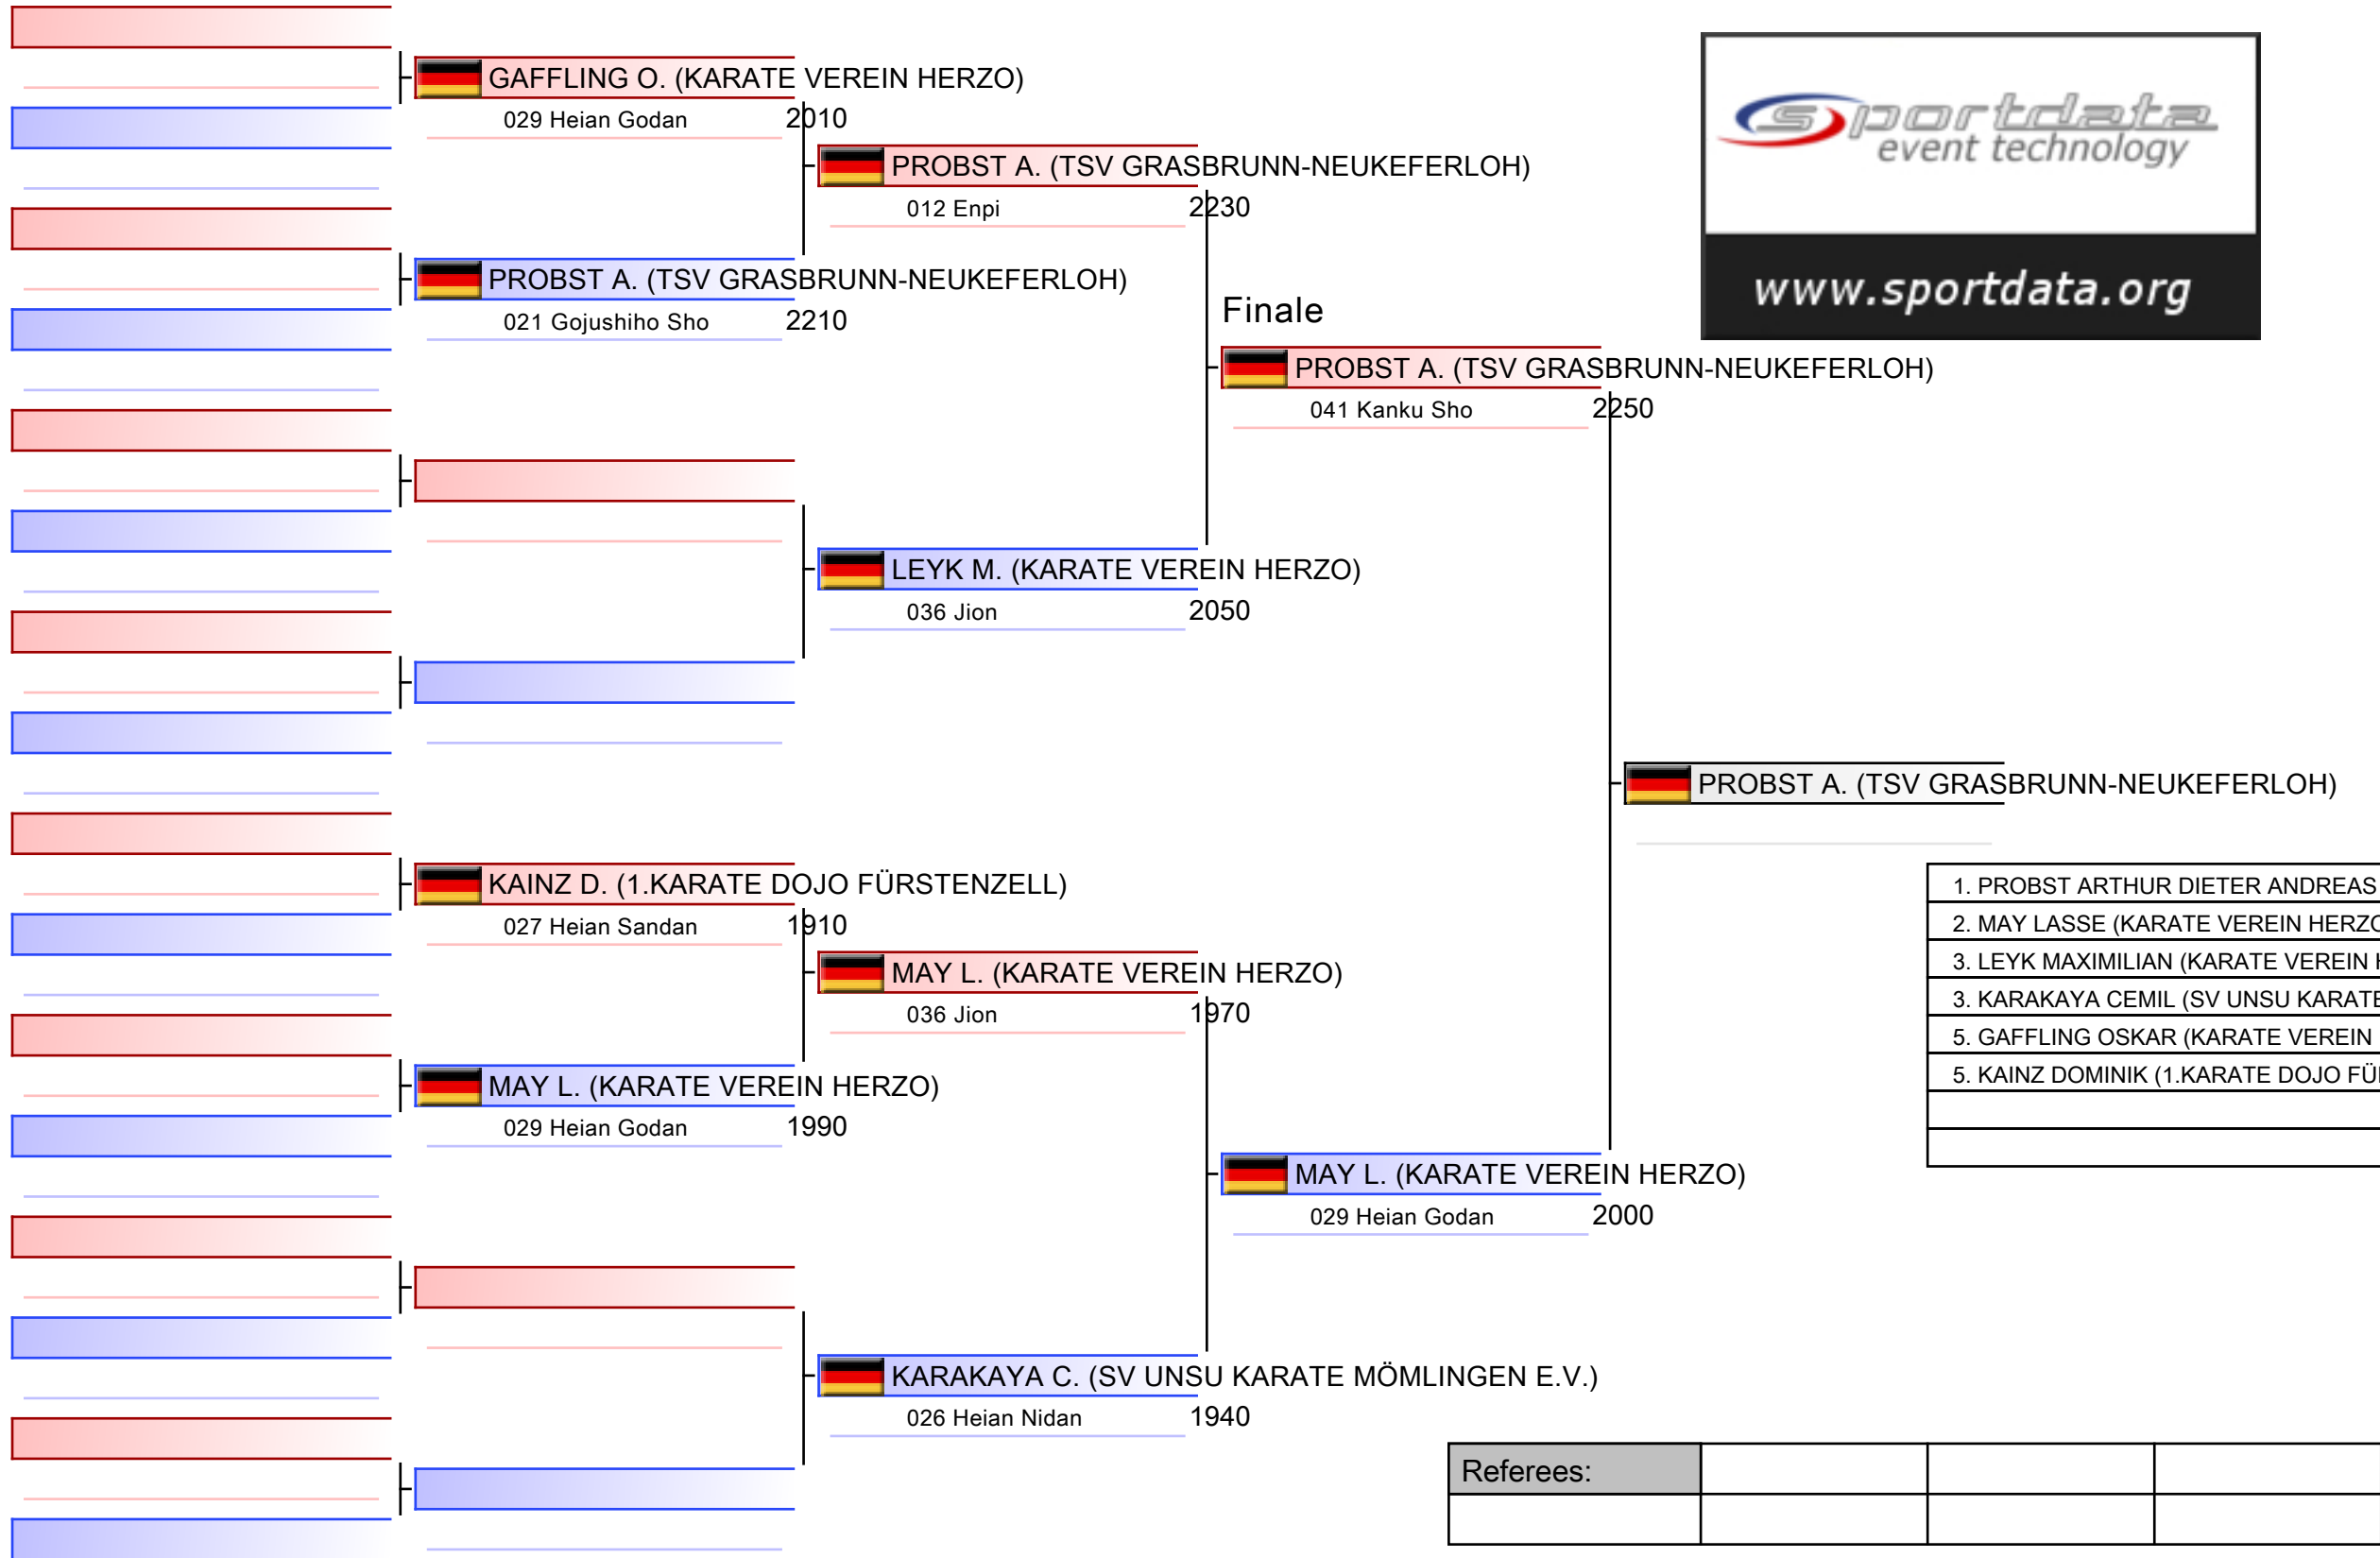 GAFFLING O. (KARATE VEREIN HERZO)
029 Heian Godan 2010
PROBST A. (TSV GRASBRUNN-NEUKEFERLOH)
012 Enpi 2230
PROBST A. (TSV GRASBRUNN-NEUKEFERLOH)
021 Gojushiho Sho 2210
sportdata
event technology
www.sportdata.org
Finale
PROBST A. (TSV GRASBRUNN-NEUKEFERLOH)
041 Kanku Sho 2250
LEYK M. (KARATE VEREIN HERZO)
036 Jion 2050
PROBST A. (TSV GRASBRUNN-NEUKEFERLOH)
KAINZ D. (1.KARATE DOJO FÜRSTENZELL)
027 Heian Sandan 1910
MAY L. (KARATE VEREIN HERZO)
036 Jion 1970
MAY L. (KARATE VEREIN HERZO)
029 Heian Godan 1990
1. PROBST ARTHUR DIETER ANDREAS
2. MAY LASSE (KARATE VEREIN HERZO
3. LEYK MAXIMILIAN (KARATE VEREIN
3. KARAKAYA CEMIL (SV UNSU KARATE
5. GAFFLING OSKAR (KARATE VEREIN
5. KAINZ DOMINIK (1.KARATE DOJO FÜ
MAY L. (KARATE VEREIN HERZO)
029 Heian Godan 2000
KARAKAYA C. (SV UNSU KARATE MÖMLINGEN E.V.)
026 Heian Nidan 1940
Referees: